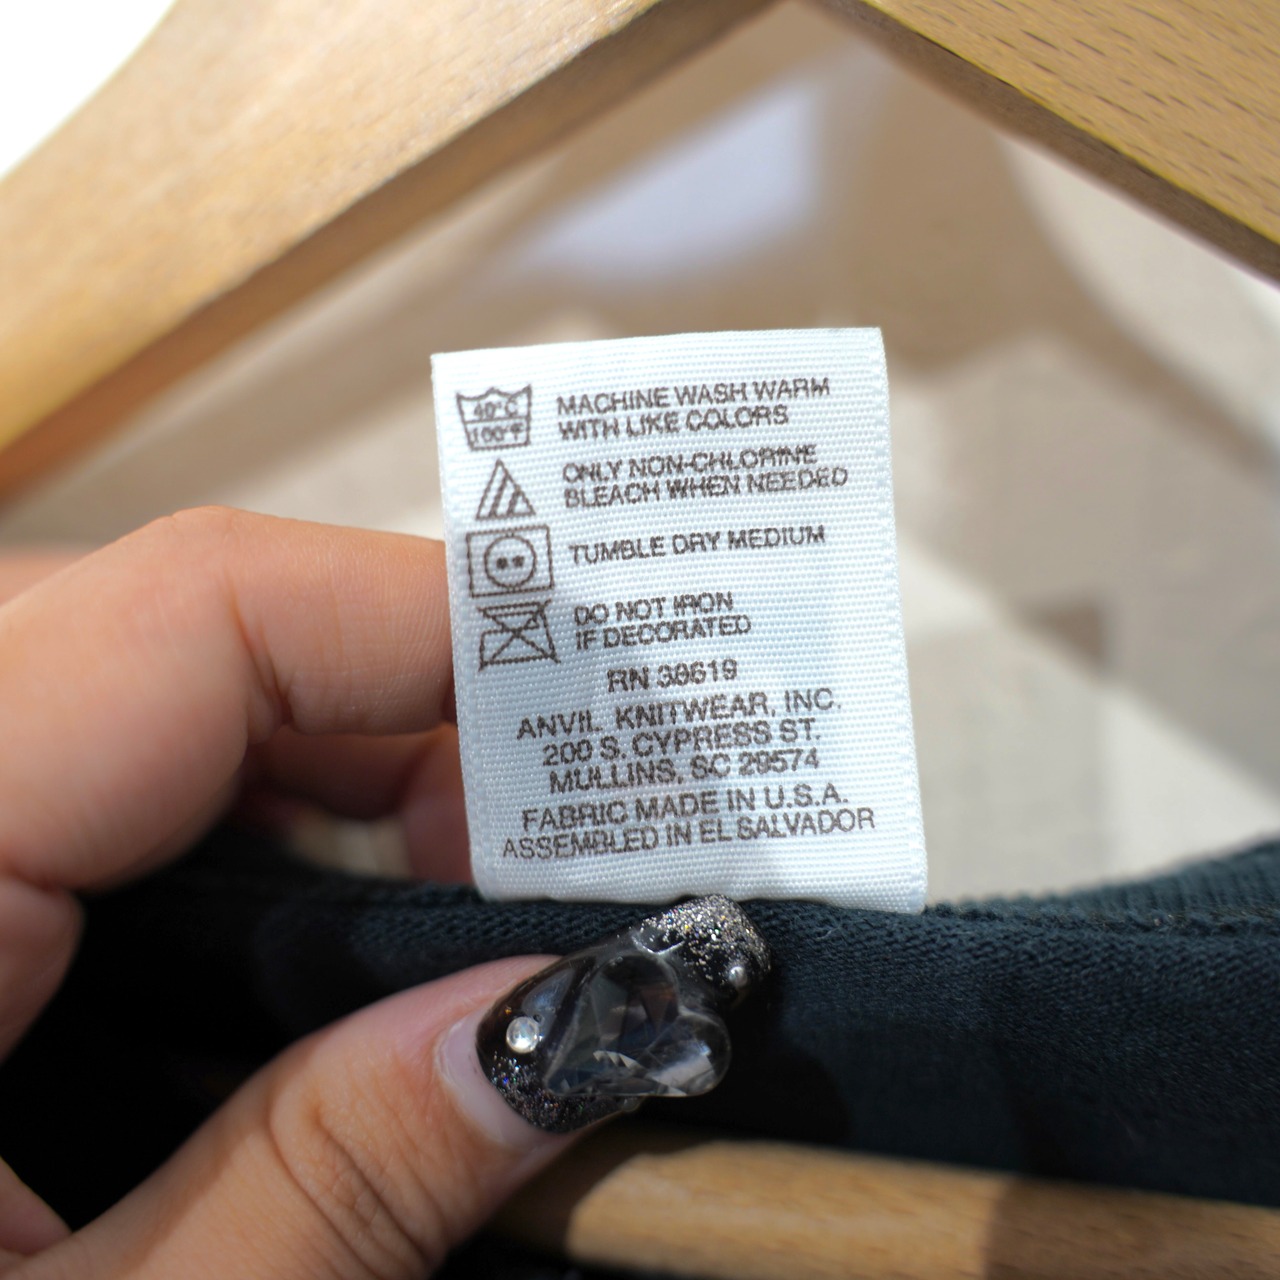 40°C
100°F
MACHINE WASH WARM
WITH LIKE COLORS
ONLY NON-CHLORINE
BLEACH WHEN NEEDED
TUMBLE DRY MEDIUM
DO NOT IRON
IF DECORATED
RN 38619
ANVIL KNITWEAR, INC.
200 S. CYPRESS ST.
MULLINS, SC 29574
FABRIC MADE IN U.S.A.
ASSEMBLED IN EL SALVADOR